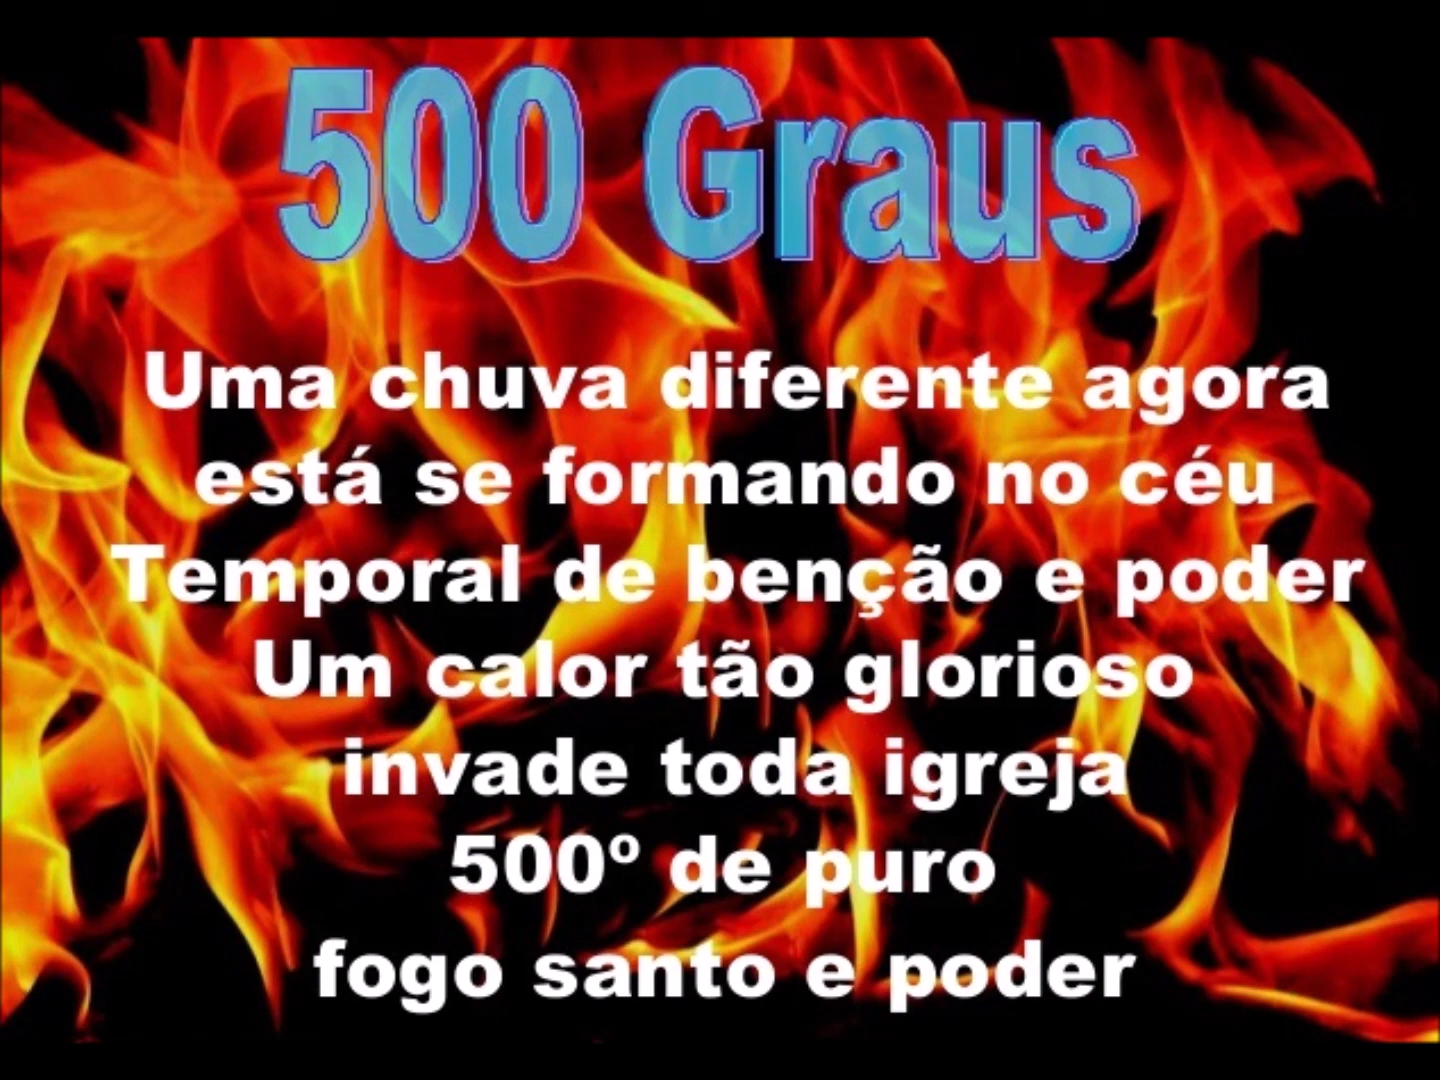 500 Graus
Uma chuva diferente agora
está se formando no céu
Temporal de benção e poder
Um calor tão glorioso
invade toda igreja
500º de puro
fogo santo e poder